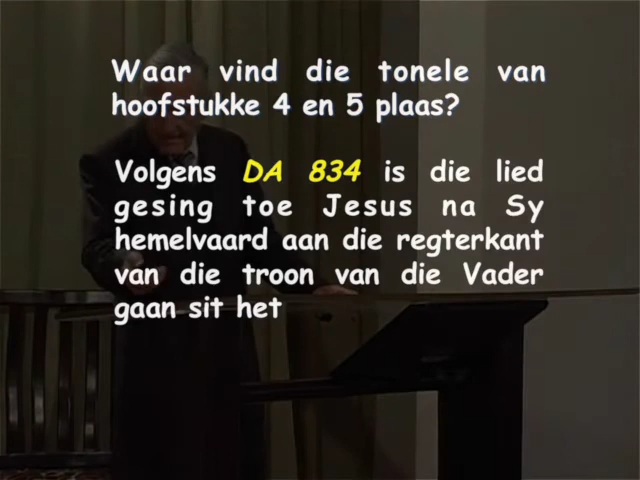 Waar vind die tonele van
hoofstukke 4 en 5 plaas?
Volgens DA 834 is die lied
gesing toe Jesus na Sy
hemelvaard aan die regterkant
van die troon van die Vader
gaan sit het